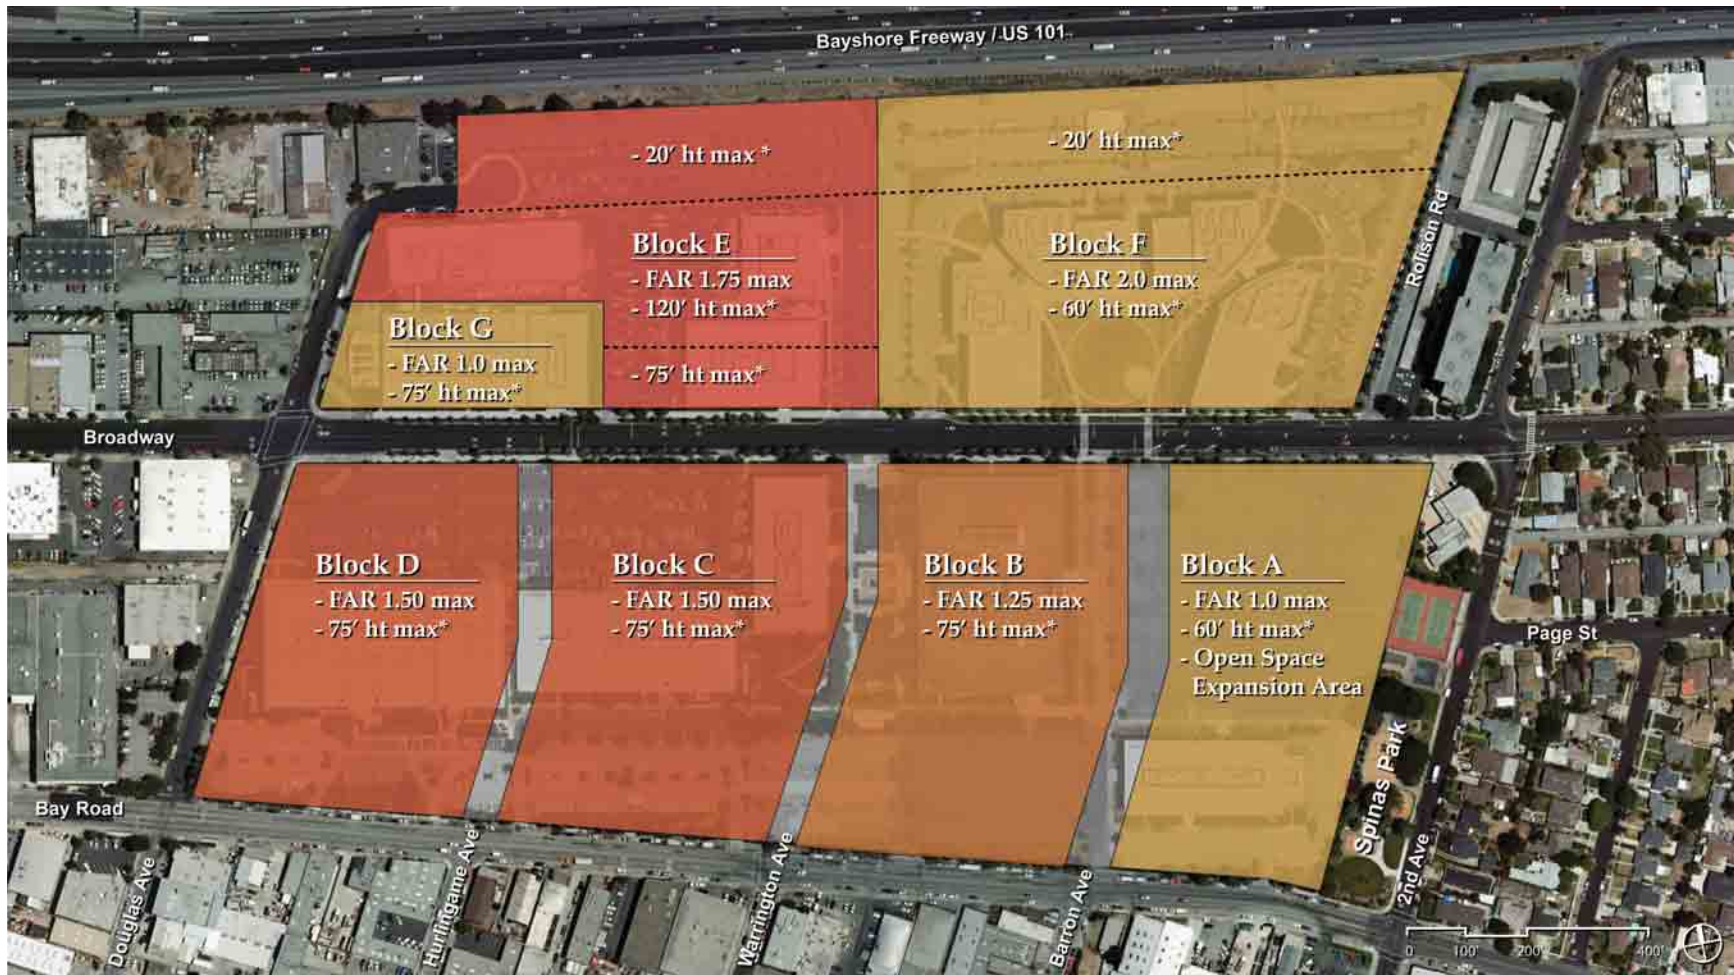 Bayshore Freeway / US 101
- 20' ht max *
- 20' ht max*
Rolison Rd
Block E
- FAR 1.75 max
- 120' ht max*
- 75' ht max*
Block F
- FAR 2.0 max
- 60' ht max*
Block G
- FAR 1.0 max
- 75' ht max*
Broadway
Block D
- FAR 1.50 max
- 75' ht max*
Block C
- FAR 1.50 max
- 75' ht max*
Block B
- FAR 1.25 max
- 75' ht max*
Block A
- FAR 1.0 max
- 60' ht max*
- Open Space
Expansion Area
Page St
Spinas Park
2nd Ave
Bay Road
Douglas Ave
Hurlingame Ave
Warrington Ave
Barron Ave
0 100' 200' 400'